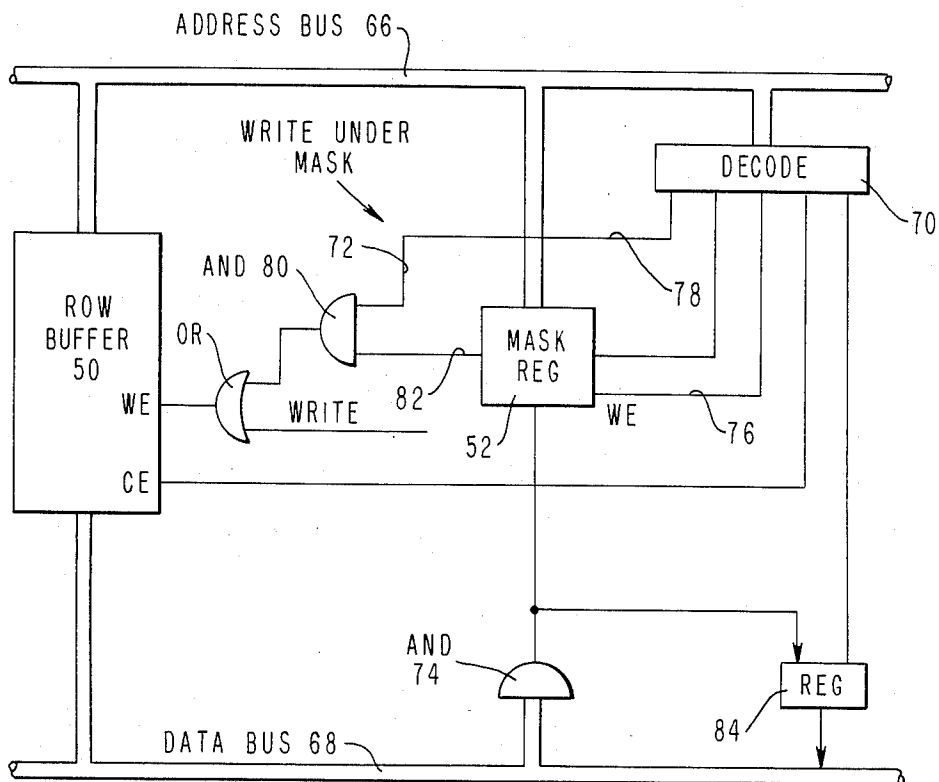 ADDRESS BUS 66
WRITE UNDER
MASK
DECODE
70
72
78
AND 80
ROW
BUFFER
50
OR
MASK
REG
82
WE
WRITE
WE
76
52
CE
AND
74
REG
84
DATA BUS 68